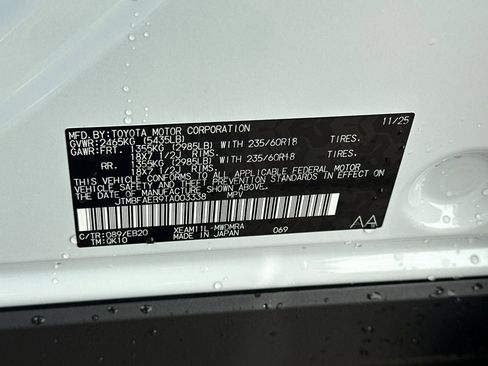 MFD.BY:TOYOTA MOTOR CORPORATION 11/25
GVWR:2465KG (5435LB)
GAWR:FRT. 1355KG (2985LB) WITH 235/60R18 TIRES.
18X7 1/2J RIMS
RR. 1355KG (2985LB) WITH 235/60R18 TIRES.
18X7 1/2J RIMS
THIS VEHICLE CONFORMS TO ALL APPLICABLE FEDERAL MOTOR
VEHICLE SAFETY AND THEFT PREVENTION STANDARDS IN EFFECT
ON THE DATE OF MANUFACTURE SHOWN ABOVE.
JTMBFAER9TA003338 MPV
C/TR:089/EB20 XEAM11L-MWDMRA 069
TM:QK10 MADE IN JAPAN
AA